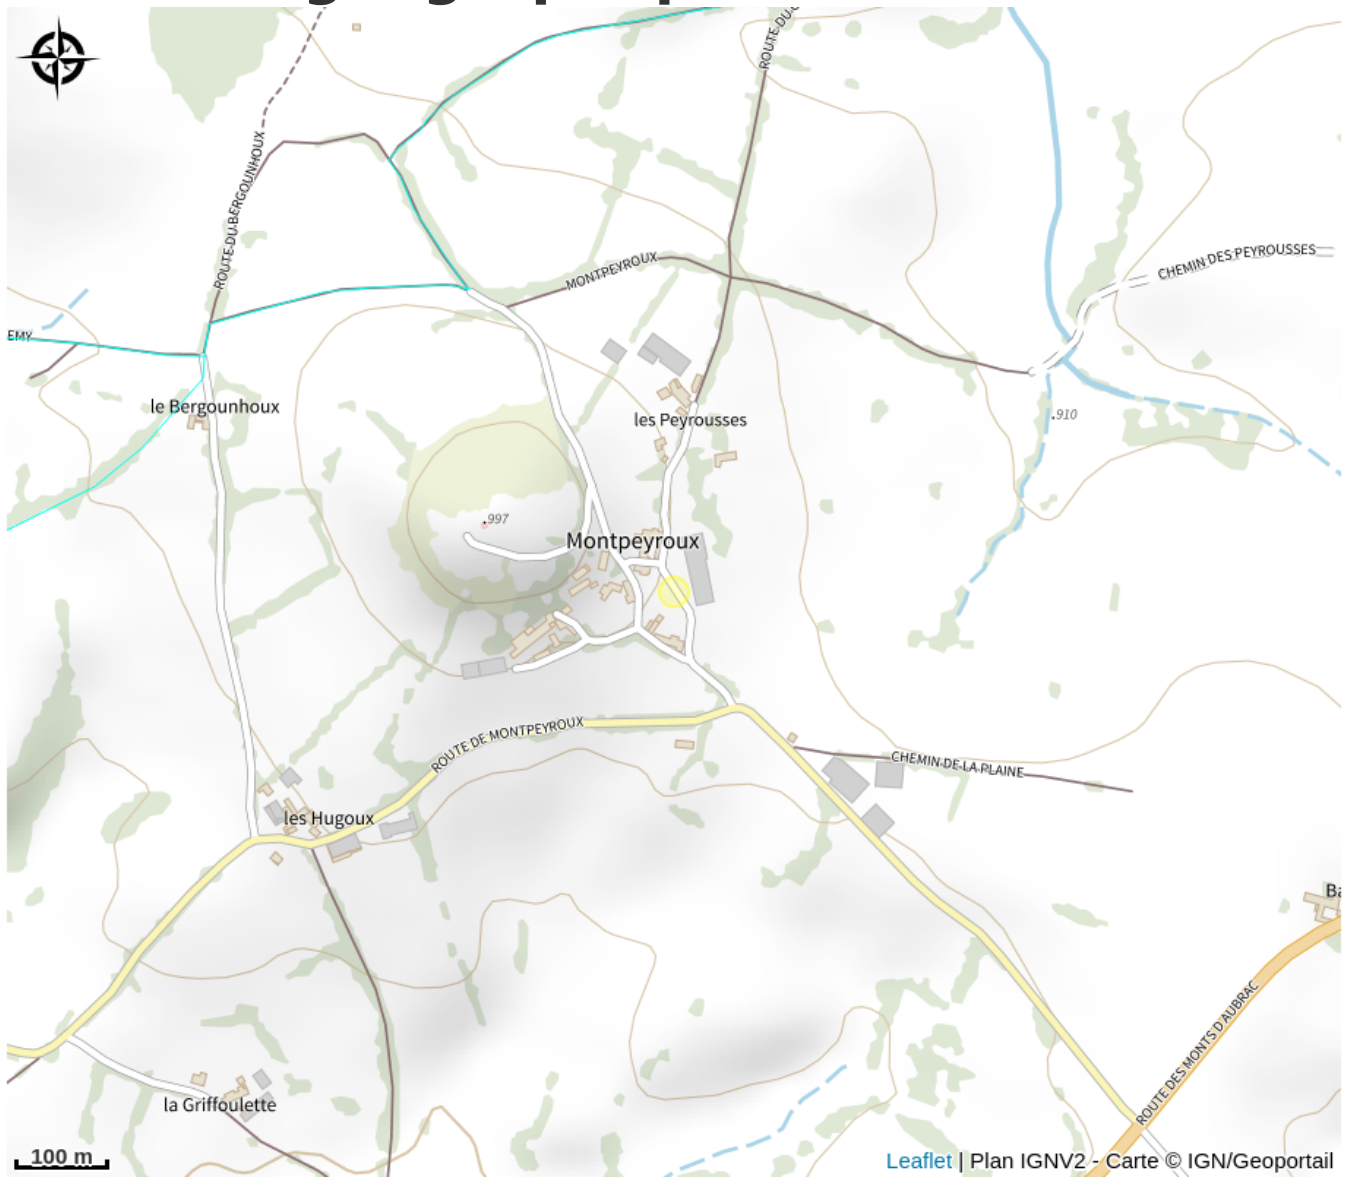 ROUTE-DU-
ROUTE-DU-BERGOUNHOUX
MONTPEYROUX
CHEMIN DES PEYROUSSES
EMY
le Bergounhoux
les Peyrousses
910
997
Montpeyroux
ROUTE DE MONTPEYROUX
CHEMIN DE LA PLAINE
les Hugoux
Ba
ROUTE DES MONTS D'AUBRAC
la Griffoulette
100 m
Leaflet | Plan IGNV2 - Carte © IGN/Geoportail